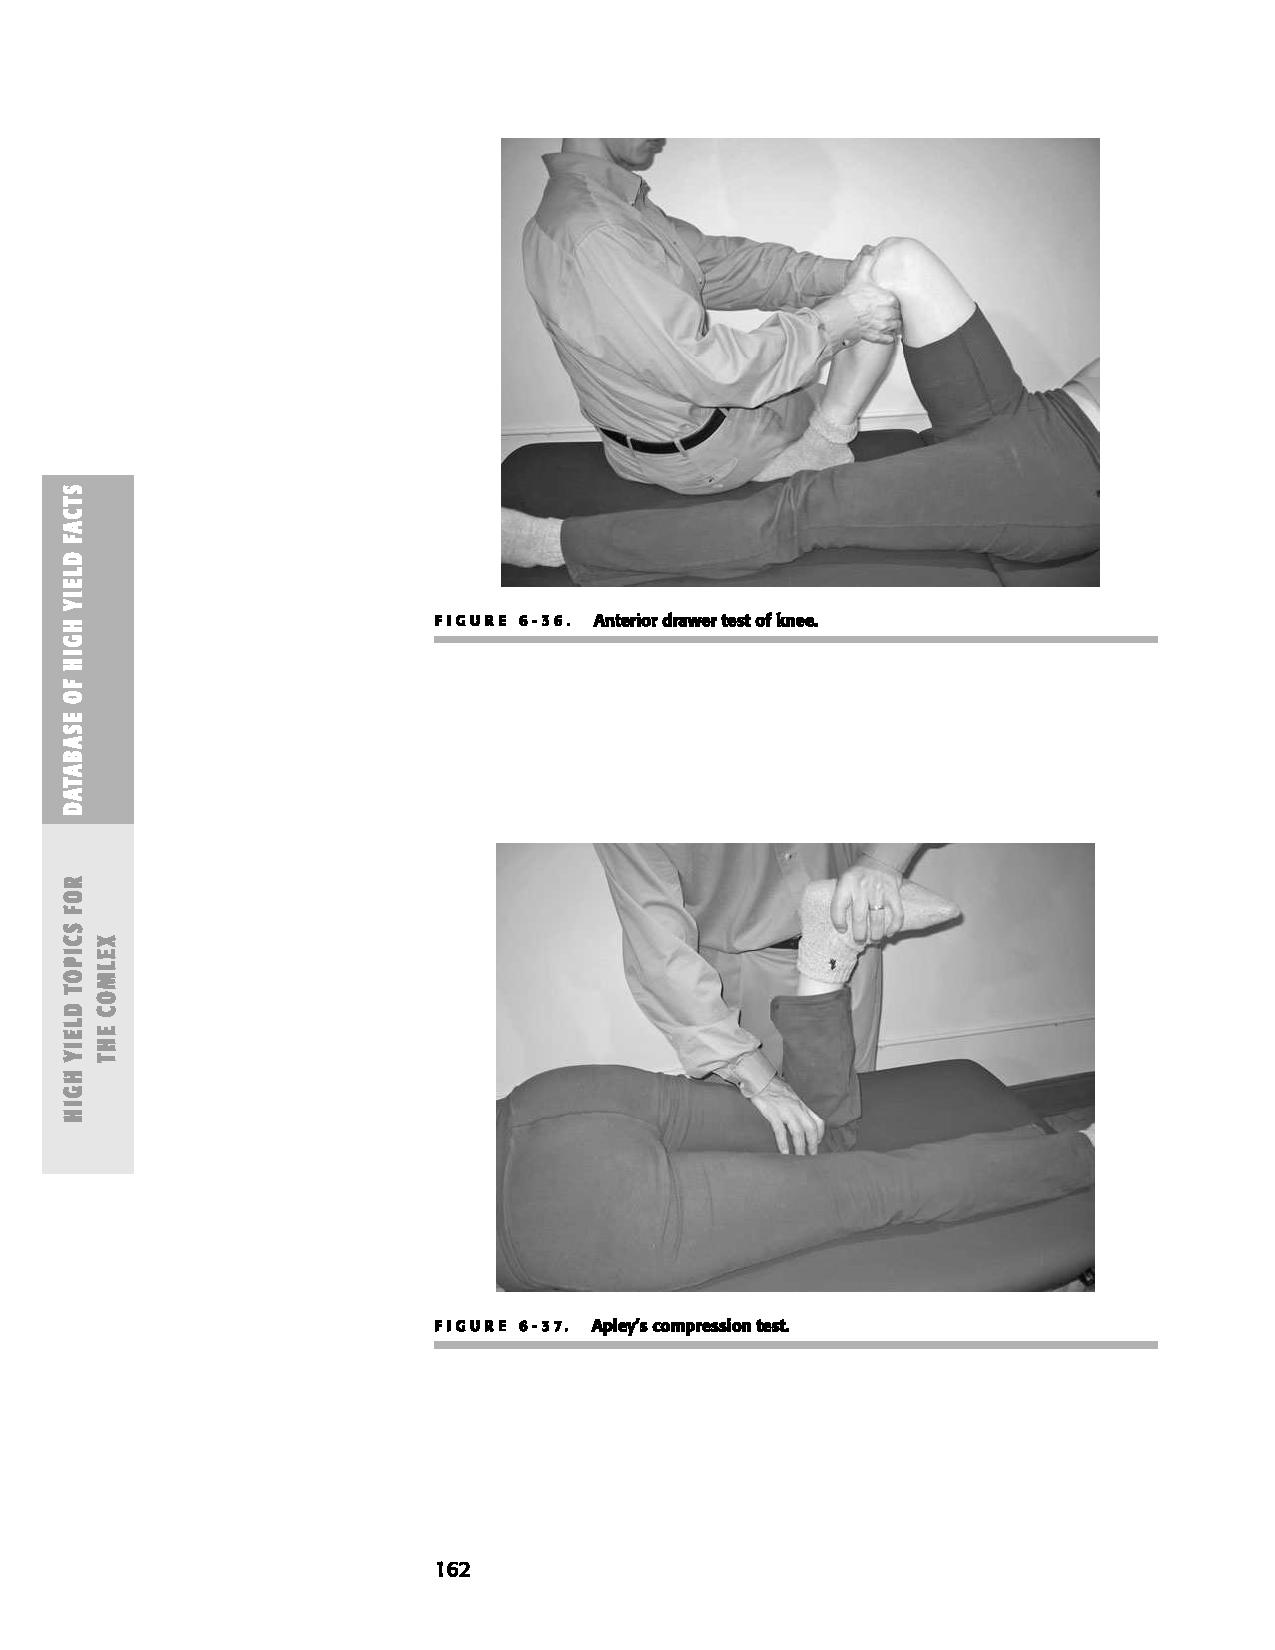 DATABASE OF HIGH YIELD FACTS
HIGH YIELD TOPICS FOR
THE COMLEX
FIGURE 6-36. Anterior drawer test of knee.
FIGURE 6-37. Apley's compression test.
162